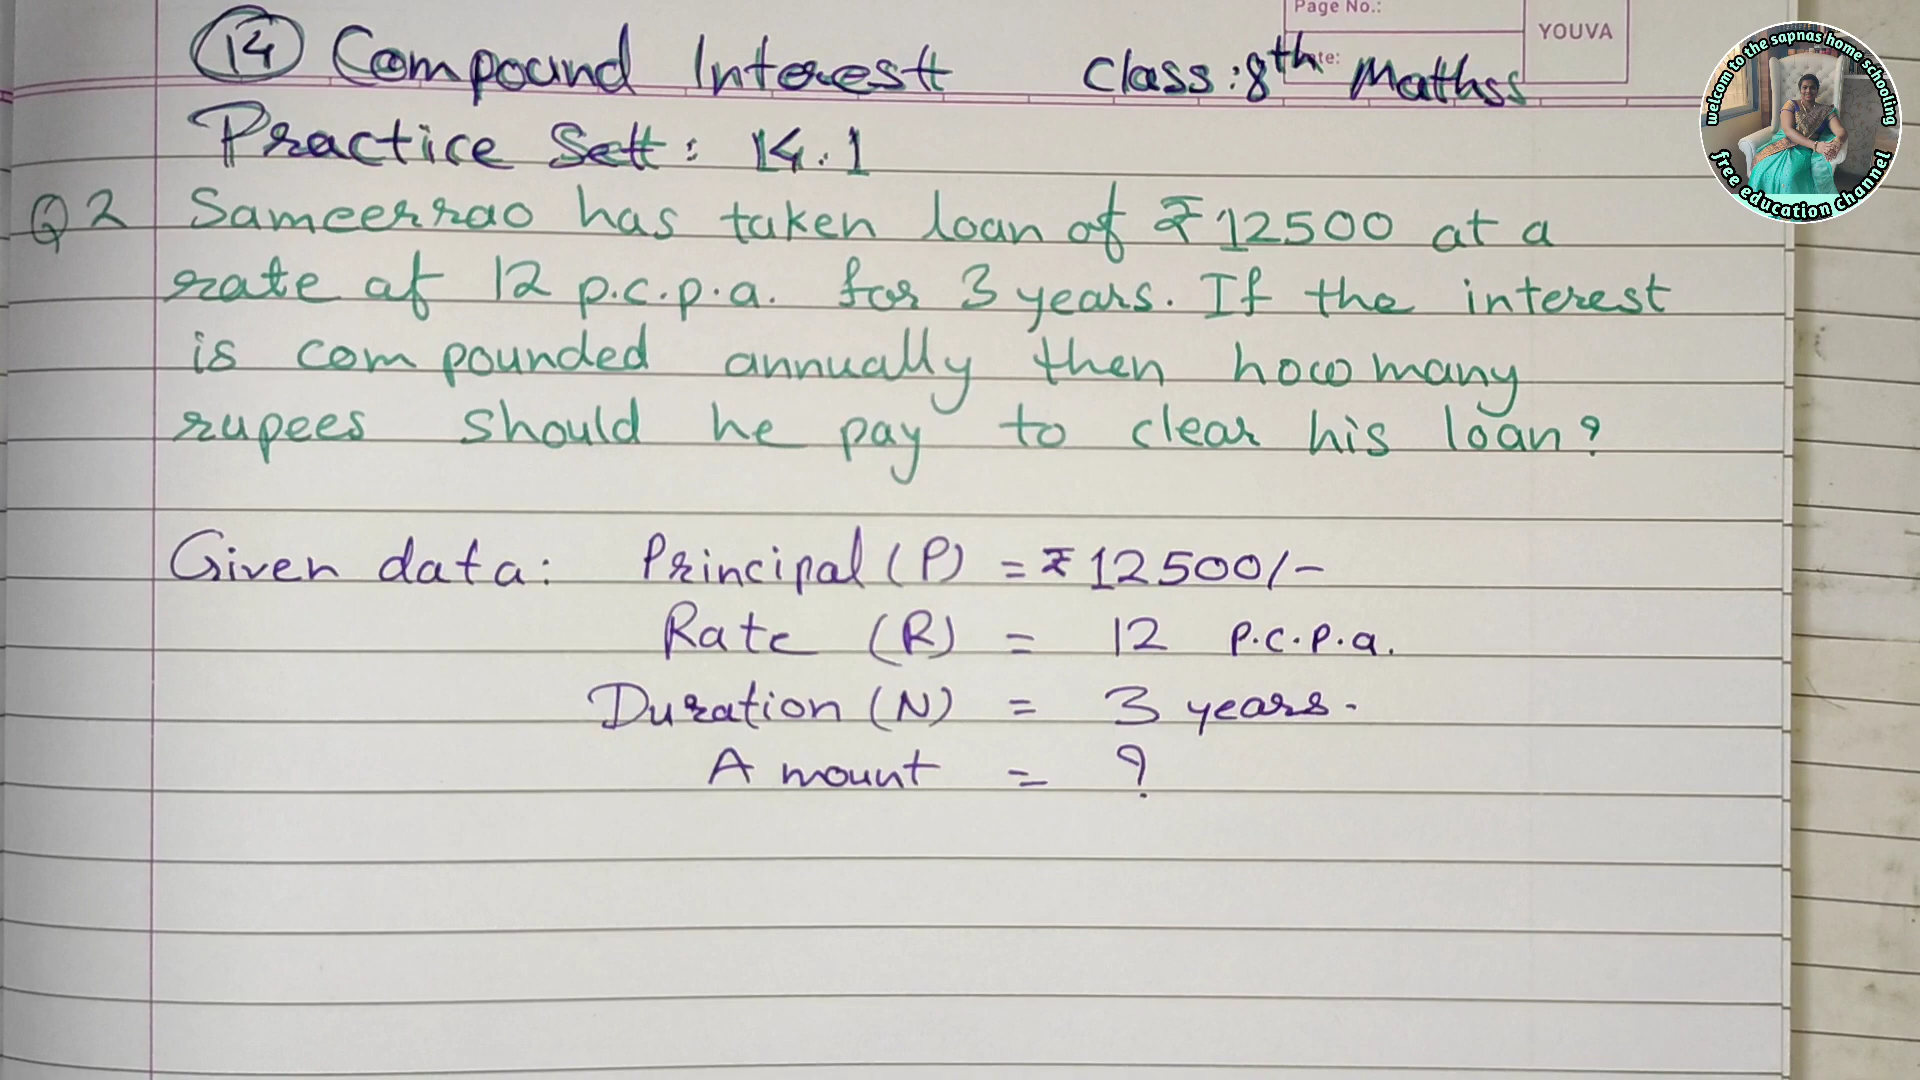 Page No.:
YOUVA
Date:
14 Compound Interest Class: 8th Mathss
Practice Set: 14.1
Q2 Sameerrao has taken loan of ₹12500 at a
rate of 12 p.c.p.a. for 3 years. If the interest
is compounded annually then how many
rupees should he pay to clear his loan?
Given data: Principal (P) = ₹12500/-
Rate (R) = 12 p.c.p.a.
Duration (N) = 3 years.
Amount = ?
welcom to the sapnas home schooling
free education channel